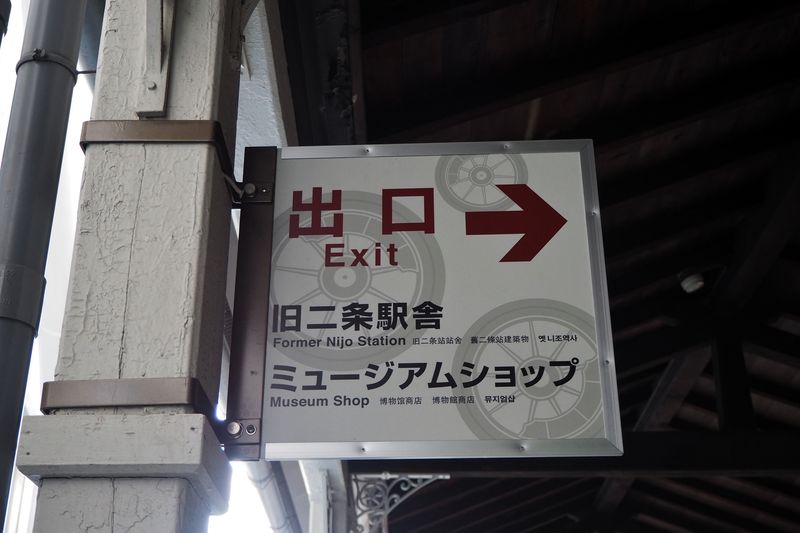 出口
Exit
旧二条駅舎
Former Nijo Station 旧二条站站舍 舊二條站建築物 옛 니조역사
ミュージアムショップ
Museum Shop 博物馆商店 博物館商店 뮤지엄샵